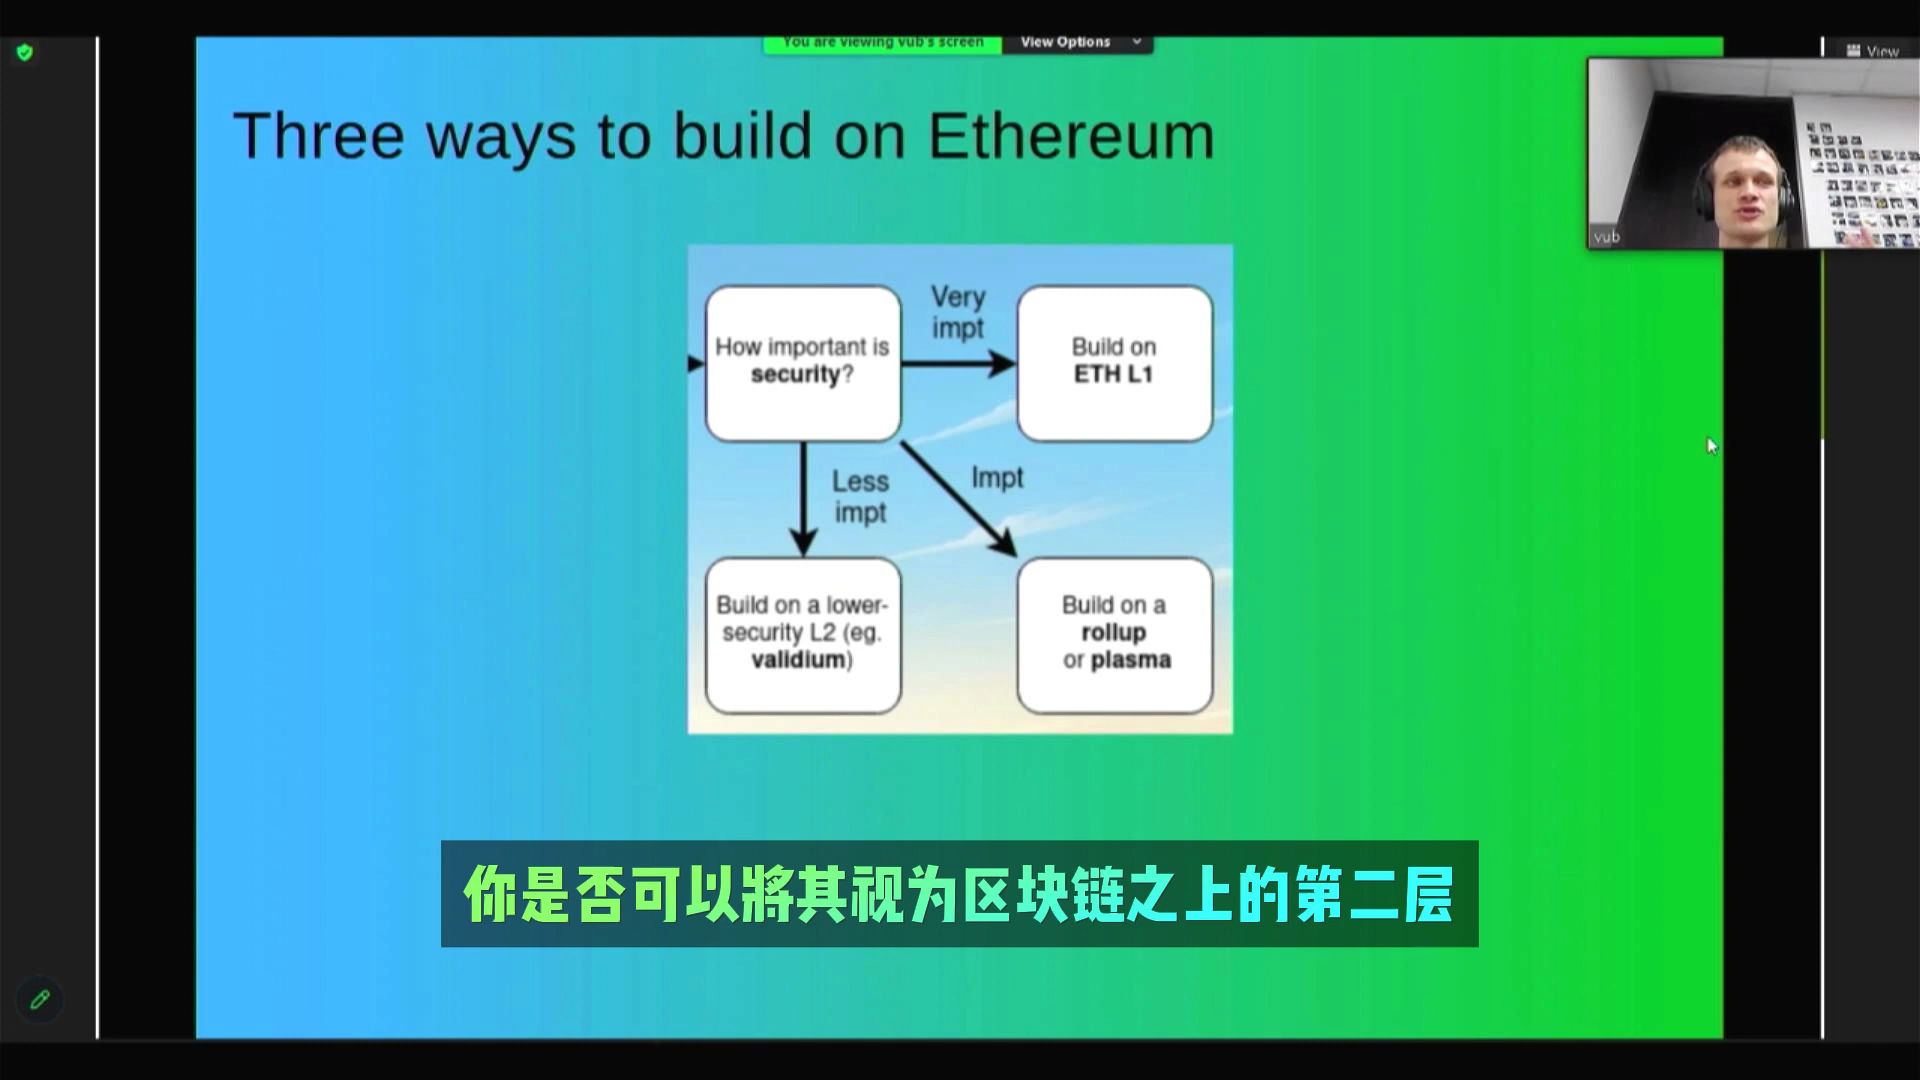 You are viewing vub's screen
View Options
View
Three ways to build on Ethereum
vub
How important is
security?
Very
impt
Build on
ETH L1
Less
impt
Impt
Build on a lower-
security L2 (eg.
validium)
Build on a
rollup
or plasma
你是否可以將其视为区块链之上的第二层